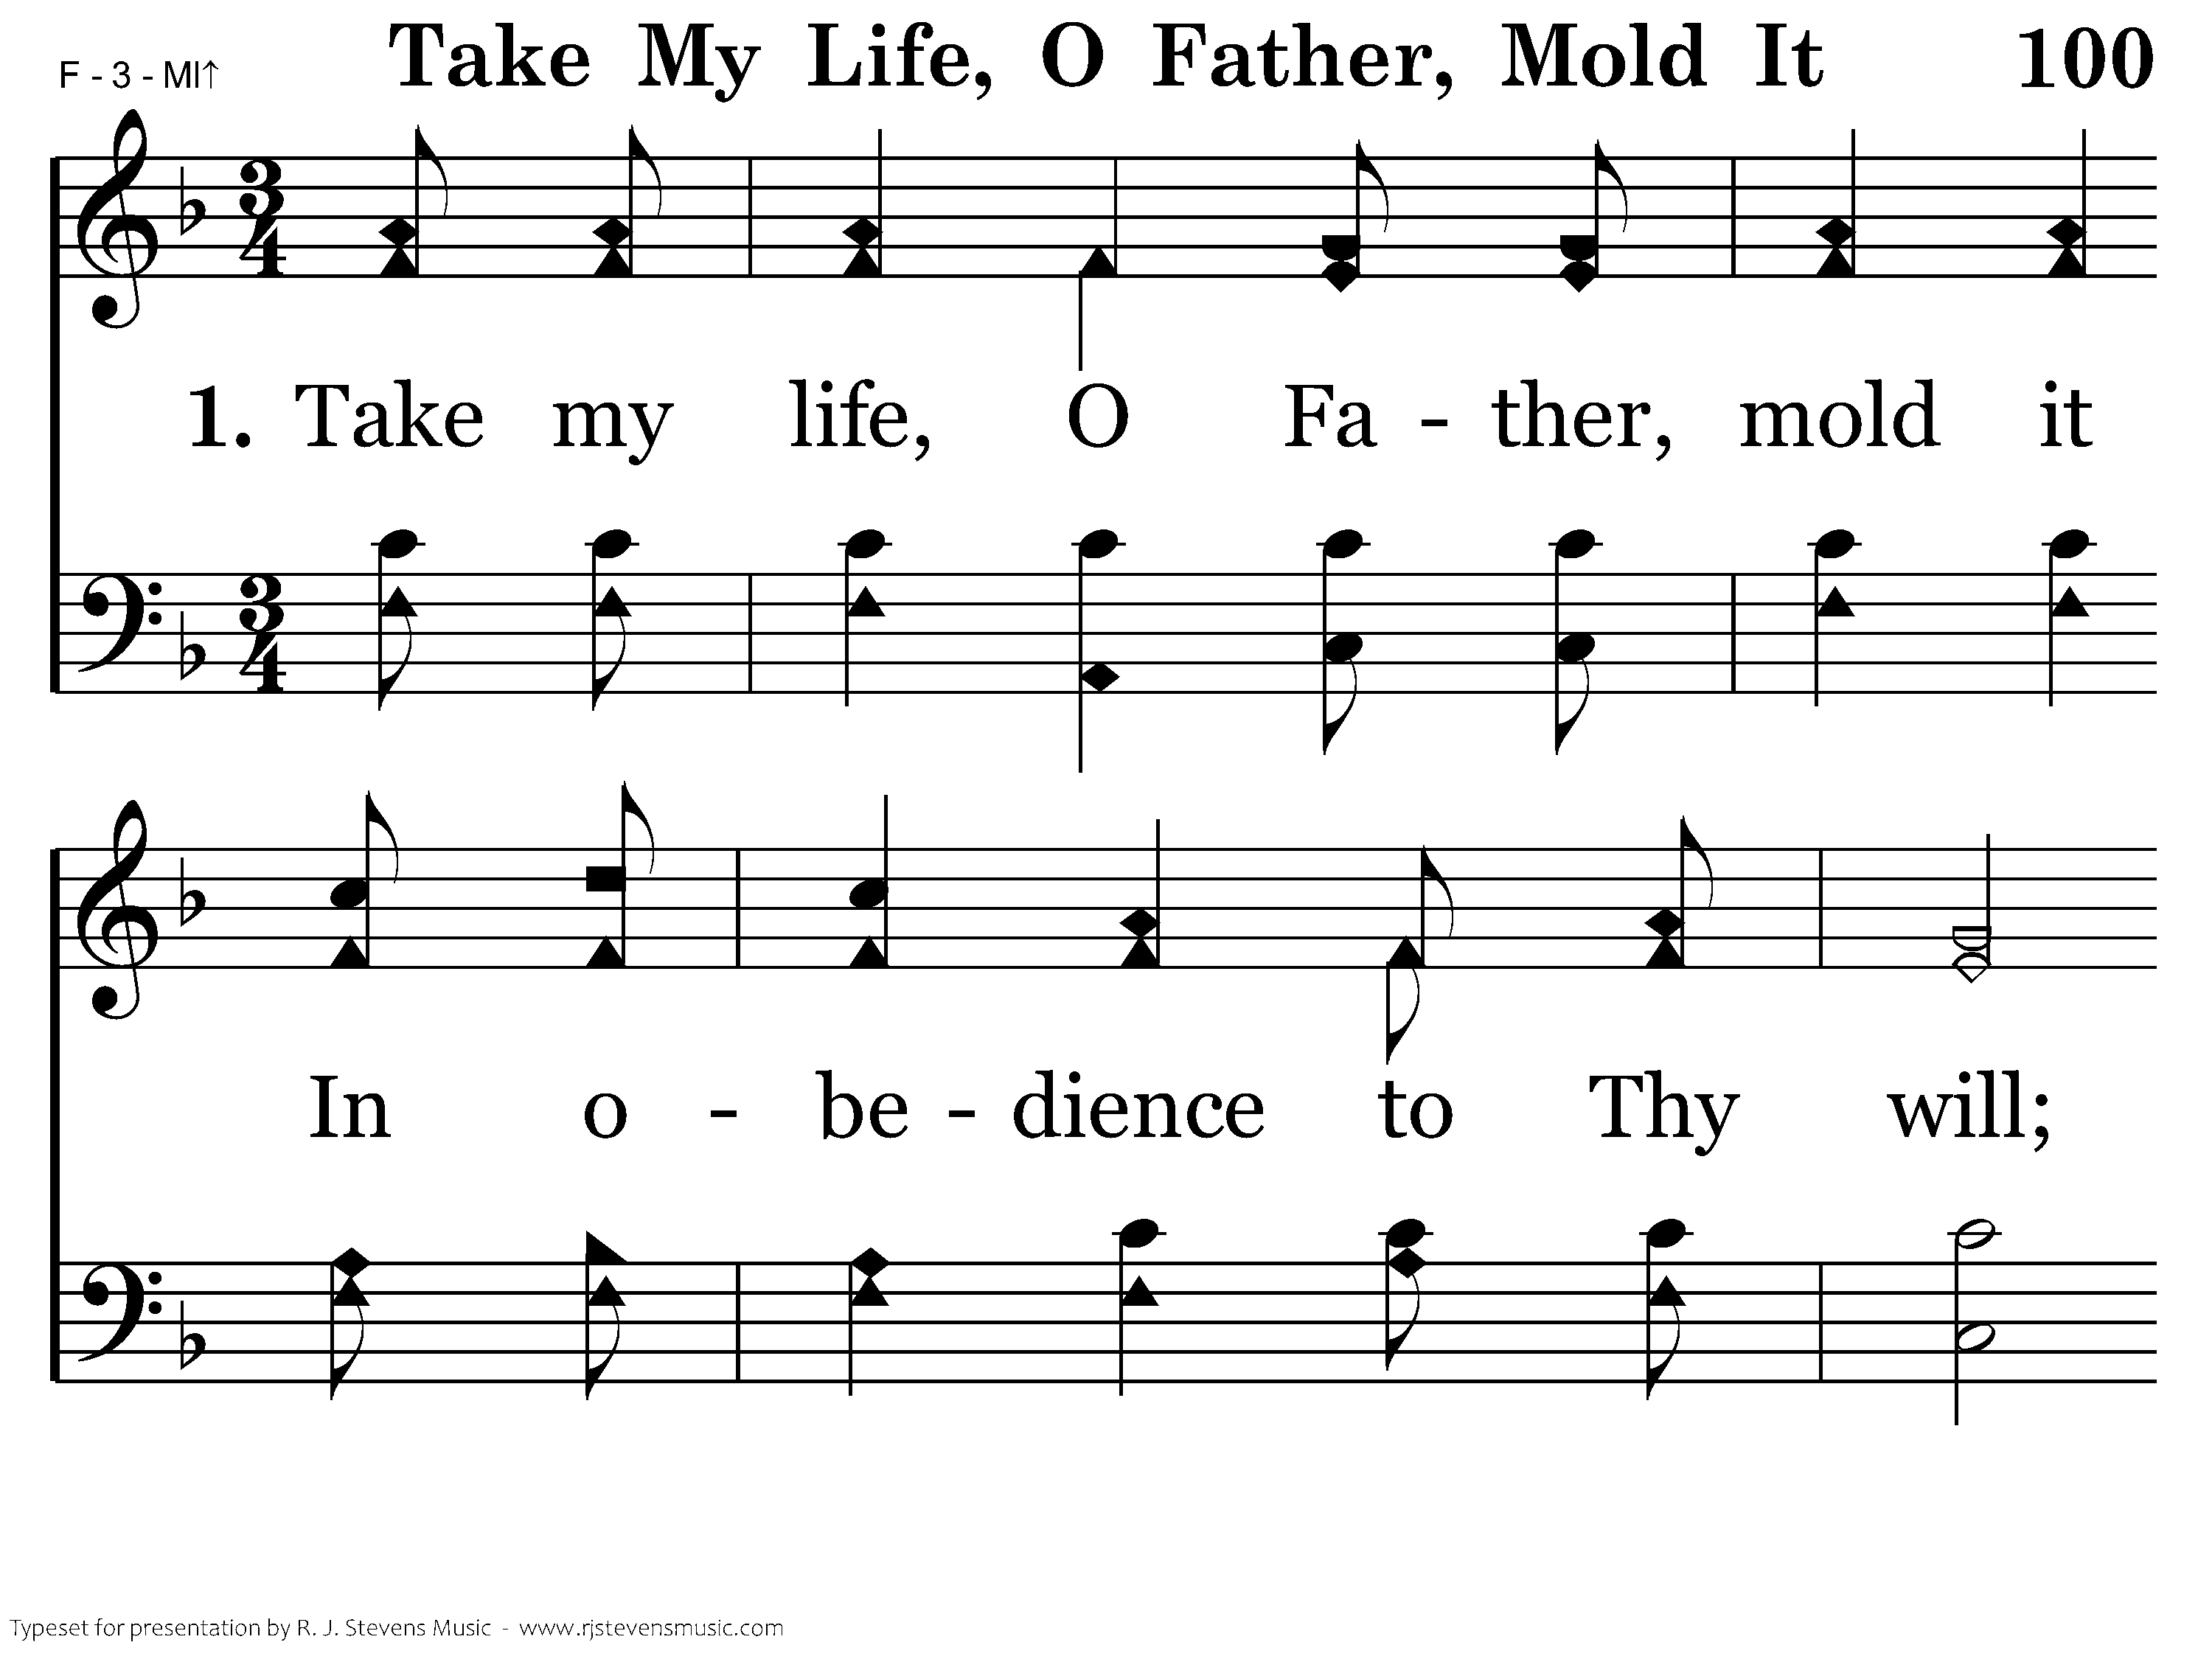 F - 3 - MI↑ Take My Life, O Father, Mold It 100
1. Take my life, O Fa - ther, mold it
In o - be - dience to Thy will;
Typeset for presentation by R. J. Stevens Music - www.rjstevensmusic.com